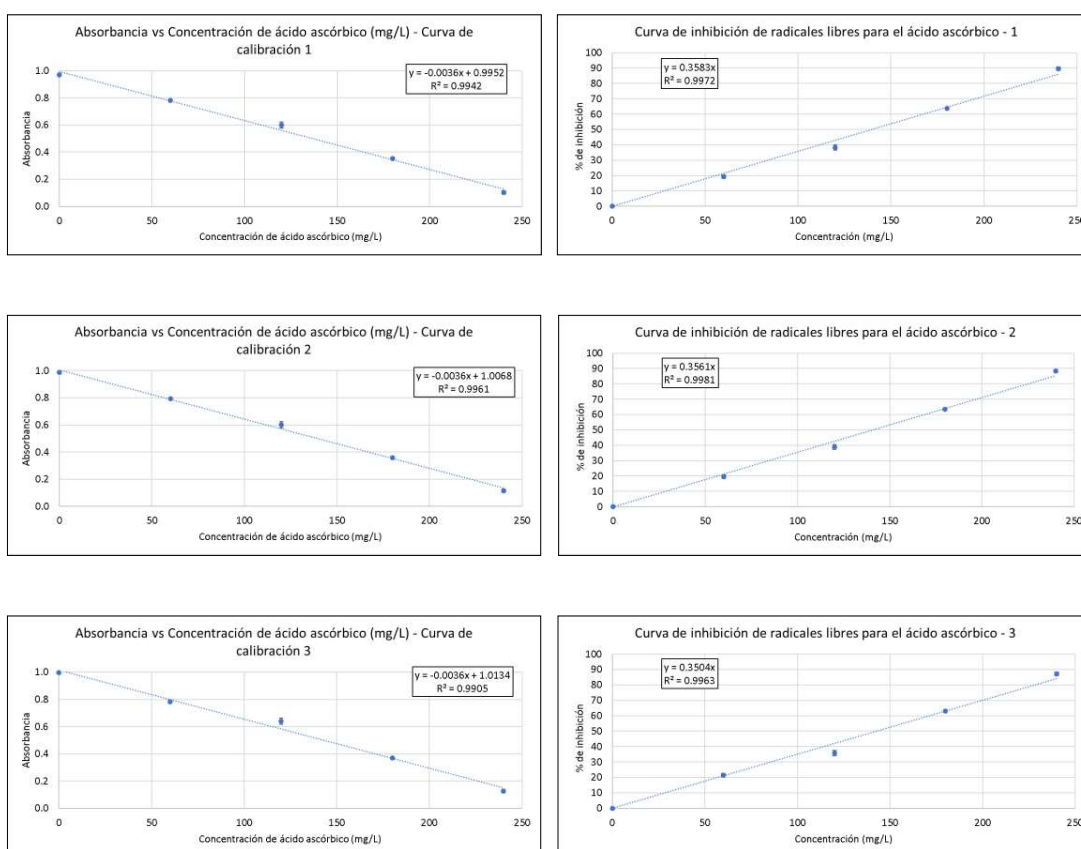 Absorbancia vs Concentración de ácido ascórbico (mg/L) - Curva de
calibración 1
y = -0.0036x + 0.9952
R² = 0.9942
Absorbancia
1.0
0.8
0.6
0.4
0.2
0.0
0 50 100 150 200 250
Concentración de ácido ascórbico (mg/L)
Curva de inhibición de radicales libres para el ácido ascórbico - 1
y = 0.3583x
R² = 0.9972
% de inhibición
100
90
80
70
60
50
40
30
20
10
0
0 50 100 150 200 250
Concentración (mg/L)
Absorbancia vs Concentración de ácido ascórbico (mg/L) - Curva de
calibración 2
y = -0.0036x + 1.0068
R² = 0.9961
Absorbancia
1.0
0.8
0.6
0.4
0.2
0.0
0 50 100 150 200 250
Concentración de ácido ascórbico (mg/L)
Curva de inhibición de radicales libres para el ácido ascórbico - 2
y = 0.3561x
R² = 0.9981
% de inhibición
100
90
80
70
60
50
40
30
20
10
0
0 50 100 150 200 250
Concentración (mg/L)
Absorbancia vs Concentración de ácido ascórbico (mg/L) - Curva de
calibración 3
y = -0.0036x + 1.0134
R² = 0.9905
Absorbancia
1.0
0.8
0.6
0.4
0.2
0.0
0 50 100 150 200 250
Concentración de ácido ascórbico (mg/L)
Curva de inhibición de radicales libres para el ácido ascórbico - 3
y = 0.3504x
R² = 0.9963
% de inhibición
100
90
80
70
60
50
40
30
20
10
0
0 50 100 150 200 250
Concentración (mg/L)